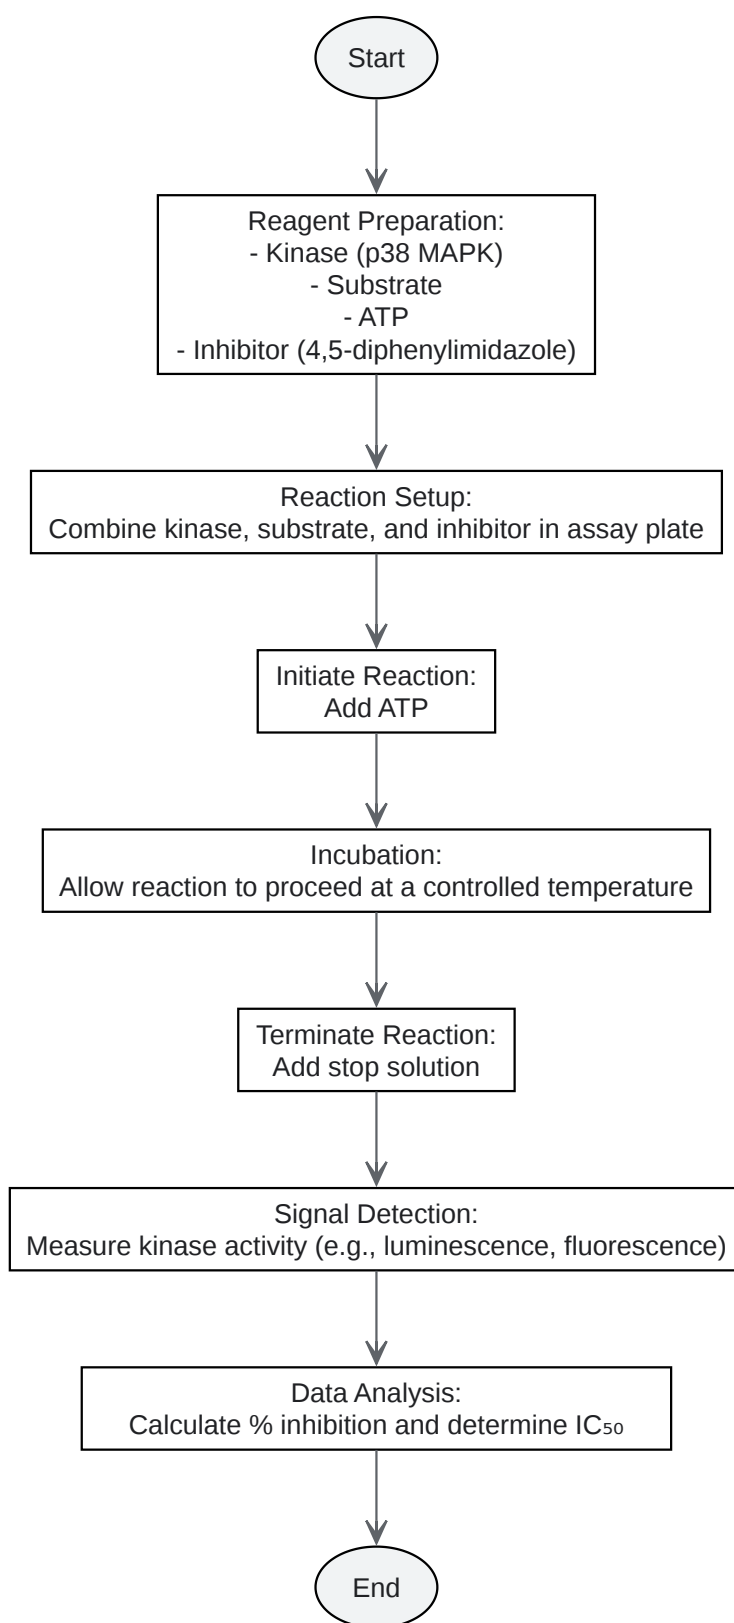 Start
Reagent Preparation:
- Kinase (p38 MAPK)
- Substrate
- ATP
- Inhibitor (4,5-diphenylimidazole)
Reaction Setup:
Combine kinase, substrate, and inhibitor in assay plate
Initiate Reaction:
Add ATP
Incubation:
Allow reaction to proceed at a controlled temperature
Terminate Reaction:
Add stop solution
Signal Detection:
Measure kinase activity (e.g., luminescence, fluorescence)
Data Analysis:
Calculate % inhibition and determine IC₅₀
End